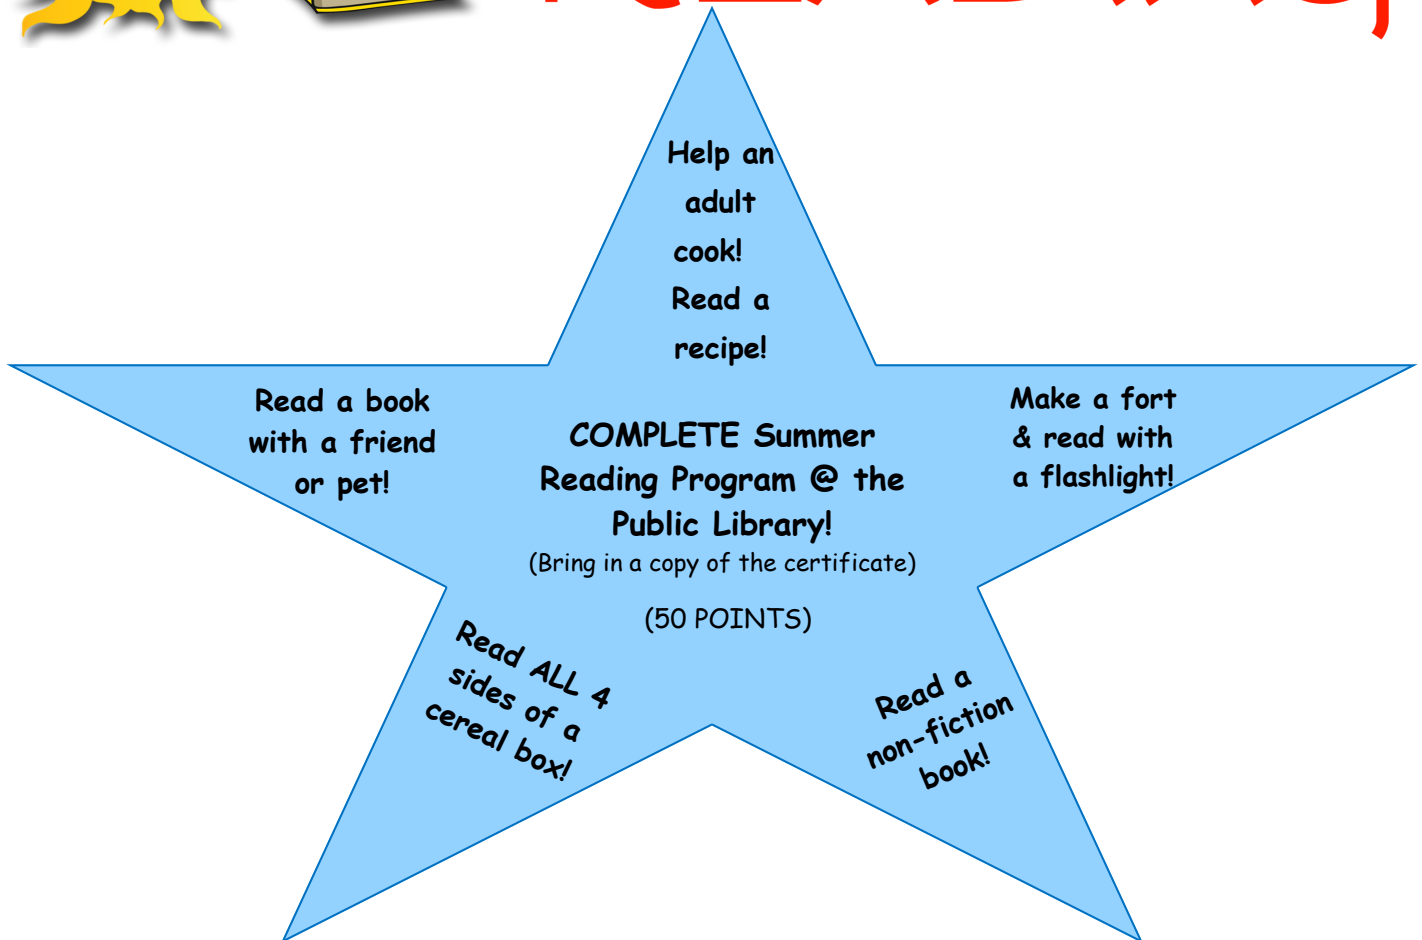 Help an
adult
cook!
Read a
recipe!
Read a book
with a friend
or pet!
COMPLETE Summer
Reading Program @ the
Public Library!
(Bring in a copy of the certificate)
(50 POINTS)
Make a fort
& read with
a flashlight!
Read ALL 4
sides of a
cereal box!
Read a
non-fiction
book!